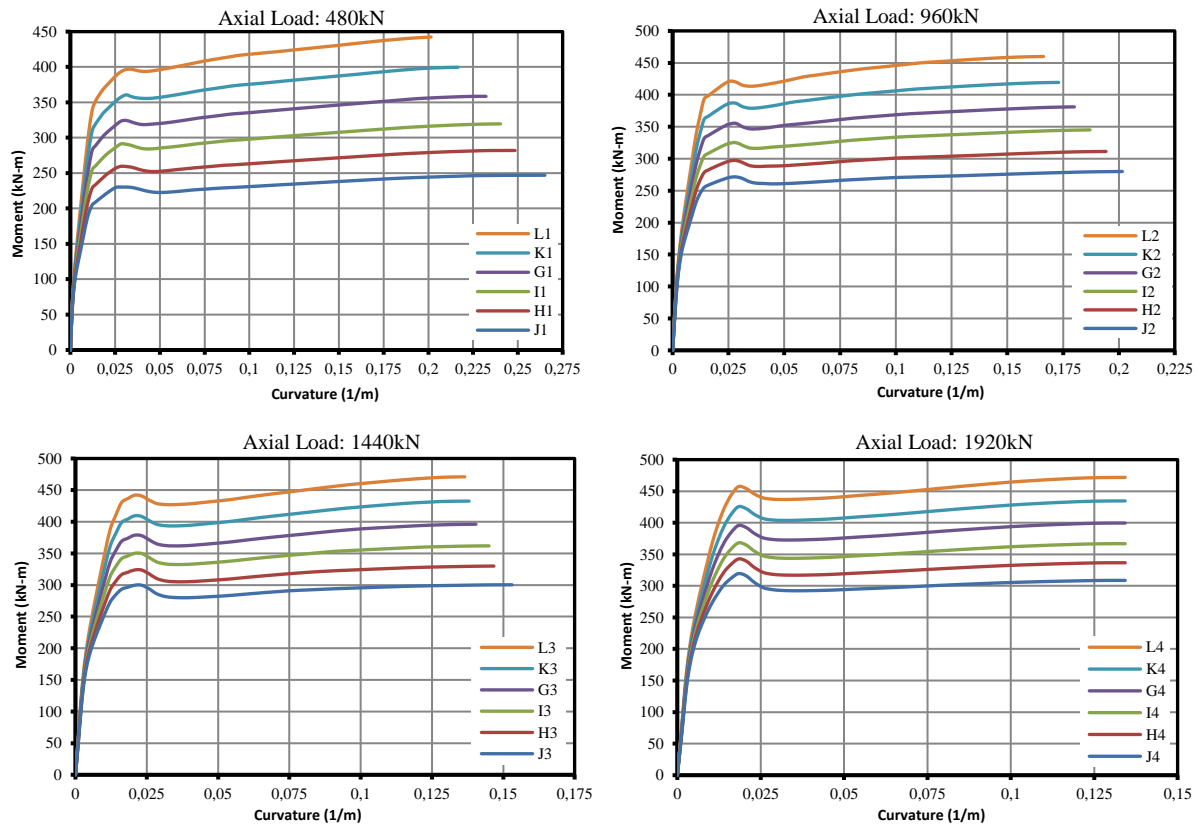 Axial Load: 480kN
450
400
350
300
250
200
150
100
50
0
Moment (kN-m)
L1
K1
G1
I1
H1
J1
0 0,025 0,05 0,075 0,1 0,125 0,15 0,175 0,2 0,225 0,25 0,275
Curvature (1/m)
Axial Load: 960kN
500
450
400
350
300
250
200
150
100
50
0
Moment (kN-m)
L2
K2
G2
I2
H2
J2
0 0,025 0,05 0,075 0,1 0,125 0,15 0,175 0,2 0,225
Curvature (1/m)
Axial Load: 1440kN
500
450
400
350
300
250
200
150
100
50
0
Moment (kN-m)
L3
K3
G3
I3
H3
J3
0 0,025 0,05 0,075 0,1 0,125 0,15 0,175
Curvature (1/m)
Axial Load: 1920kN
500
450
400
350
300
250
200
150
100
50
0
Moment (kN-m)
L4
K4
G4
I4
H4
J4
0 0,025 0,05 0,075 0,1 0,125 0,15
Curvature (1/m)